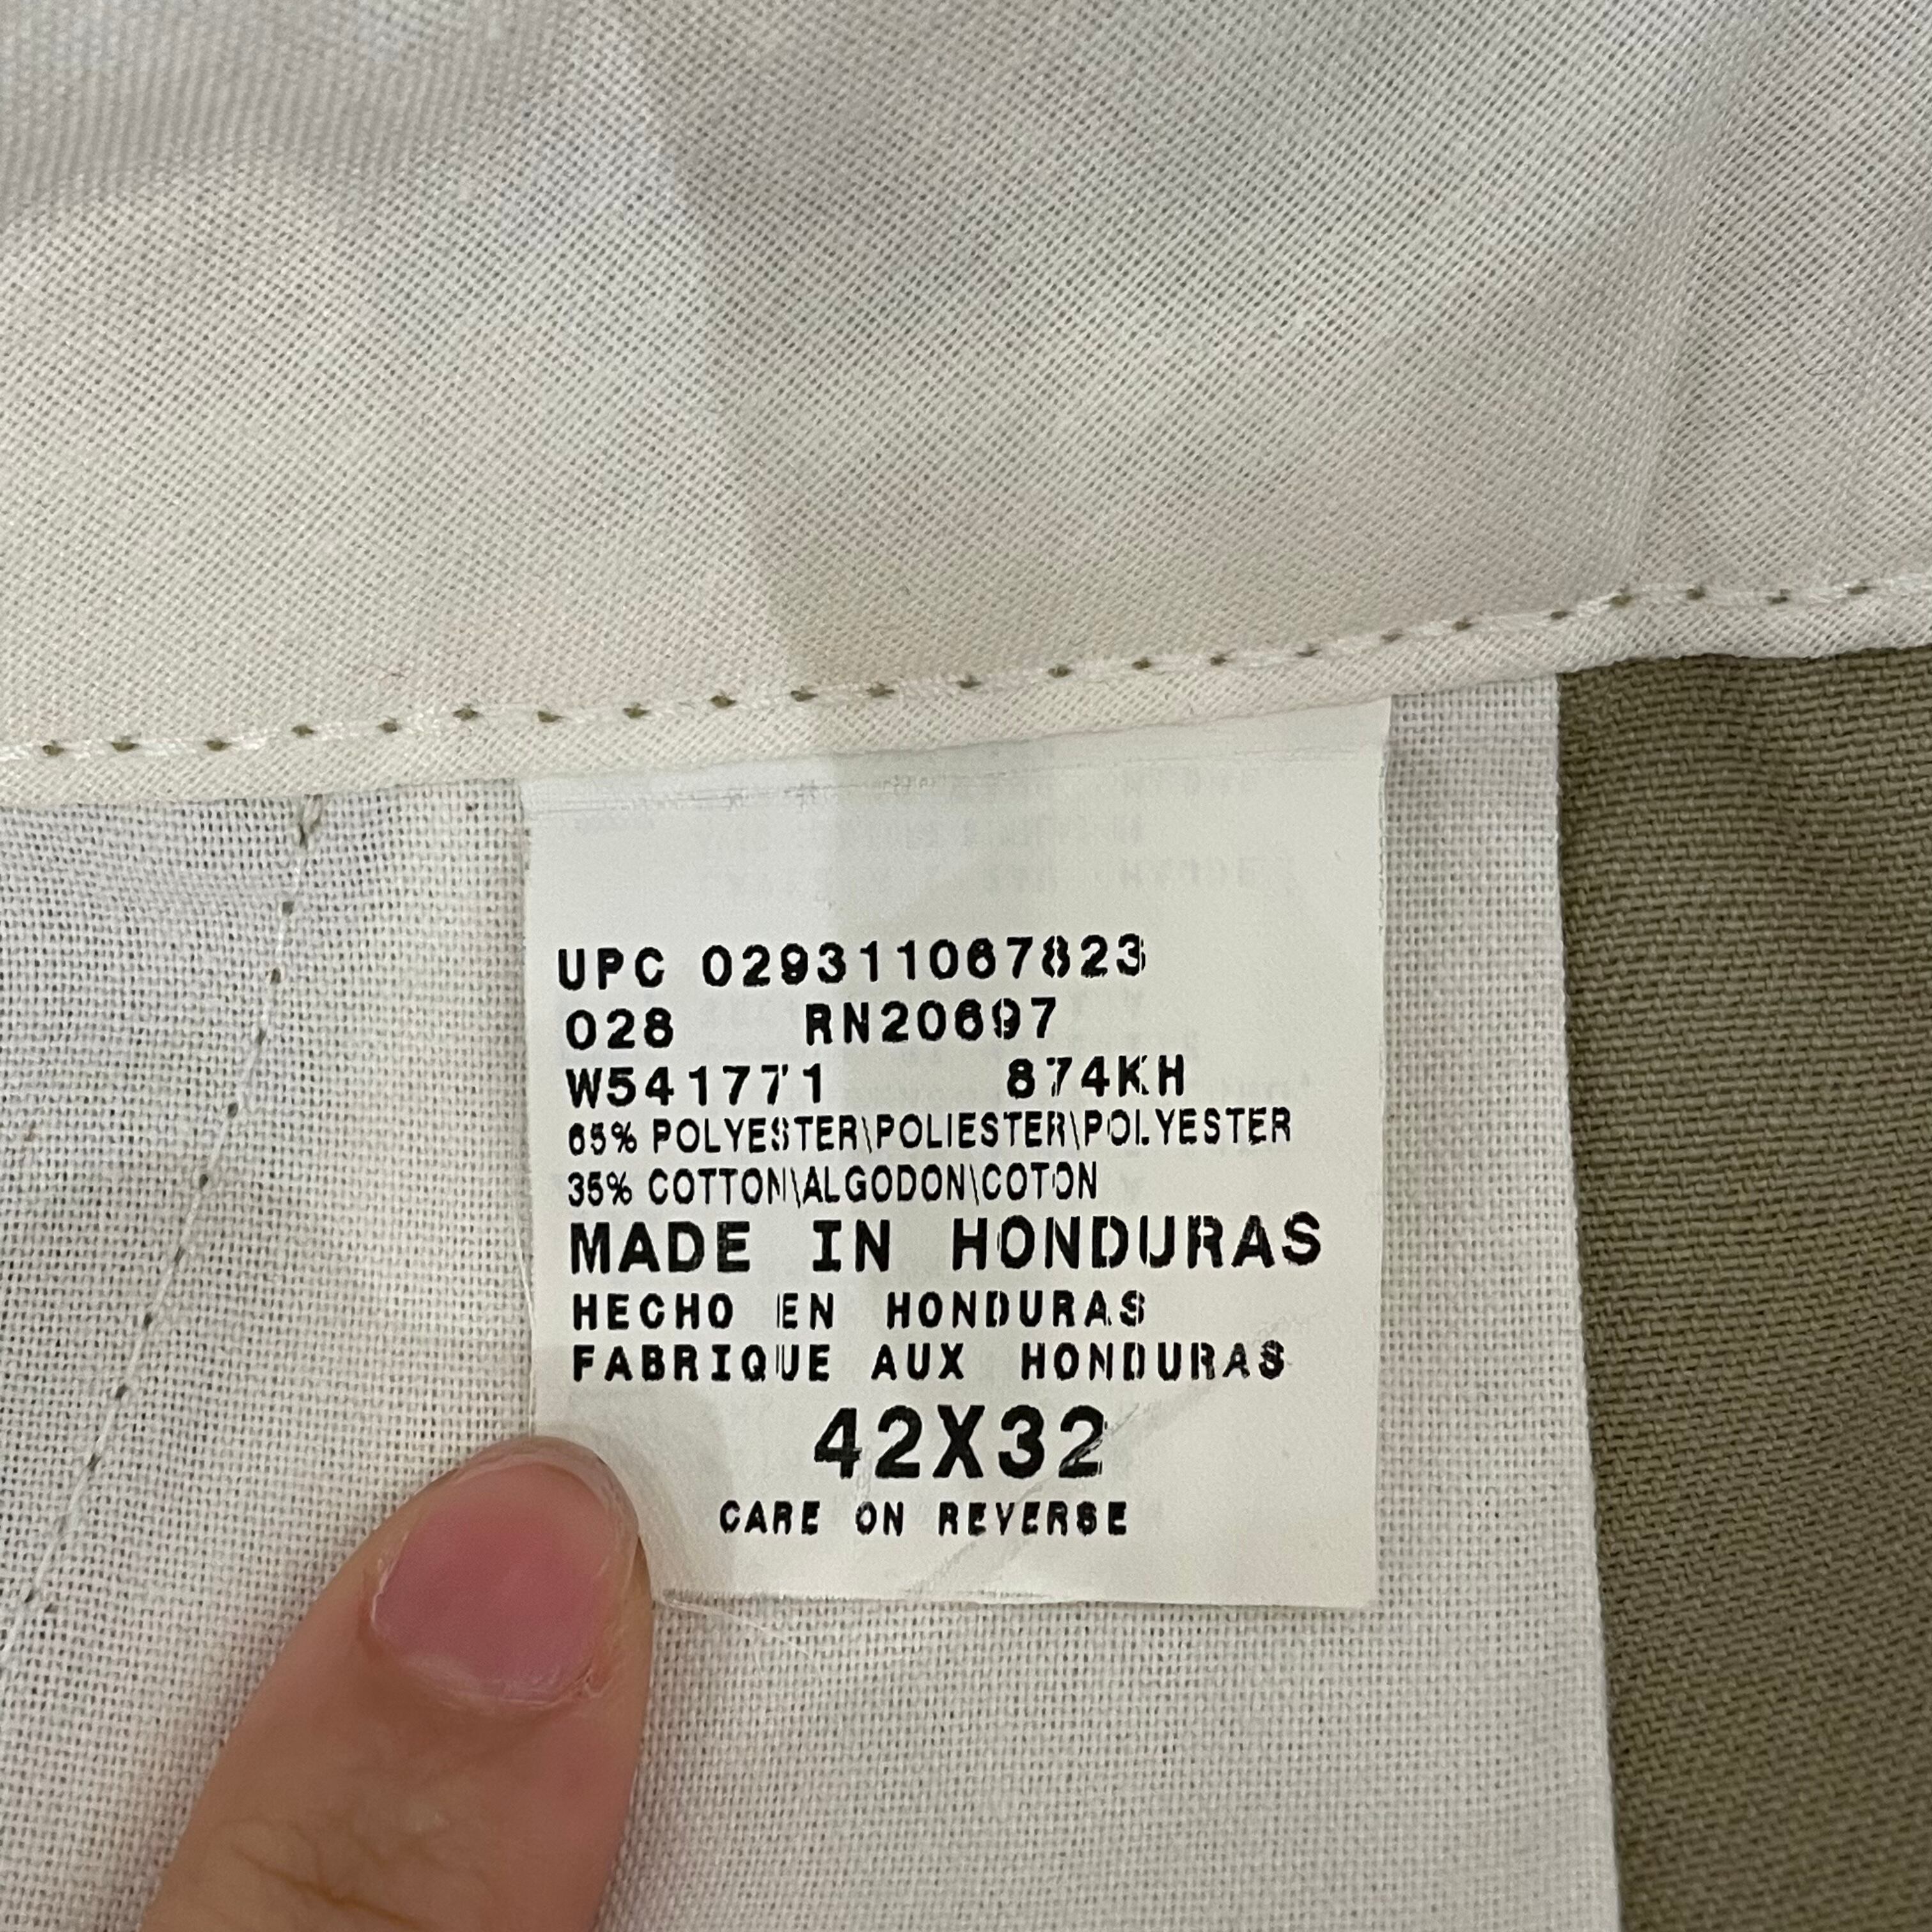 UPC 029311067823
028 RN20697
W541771 874KH
65% POLYESTER\POLIESTER\POLYESTER
35% COTTON\ALGODON\COTON
MADE IN HONDURAS
HECHO EN HONDURAS
FABRIQUE AUX HONDURAS
42X32
CARE ON REVERSE